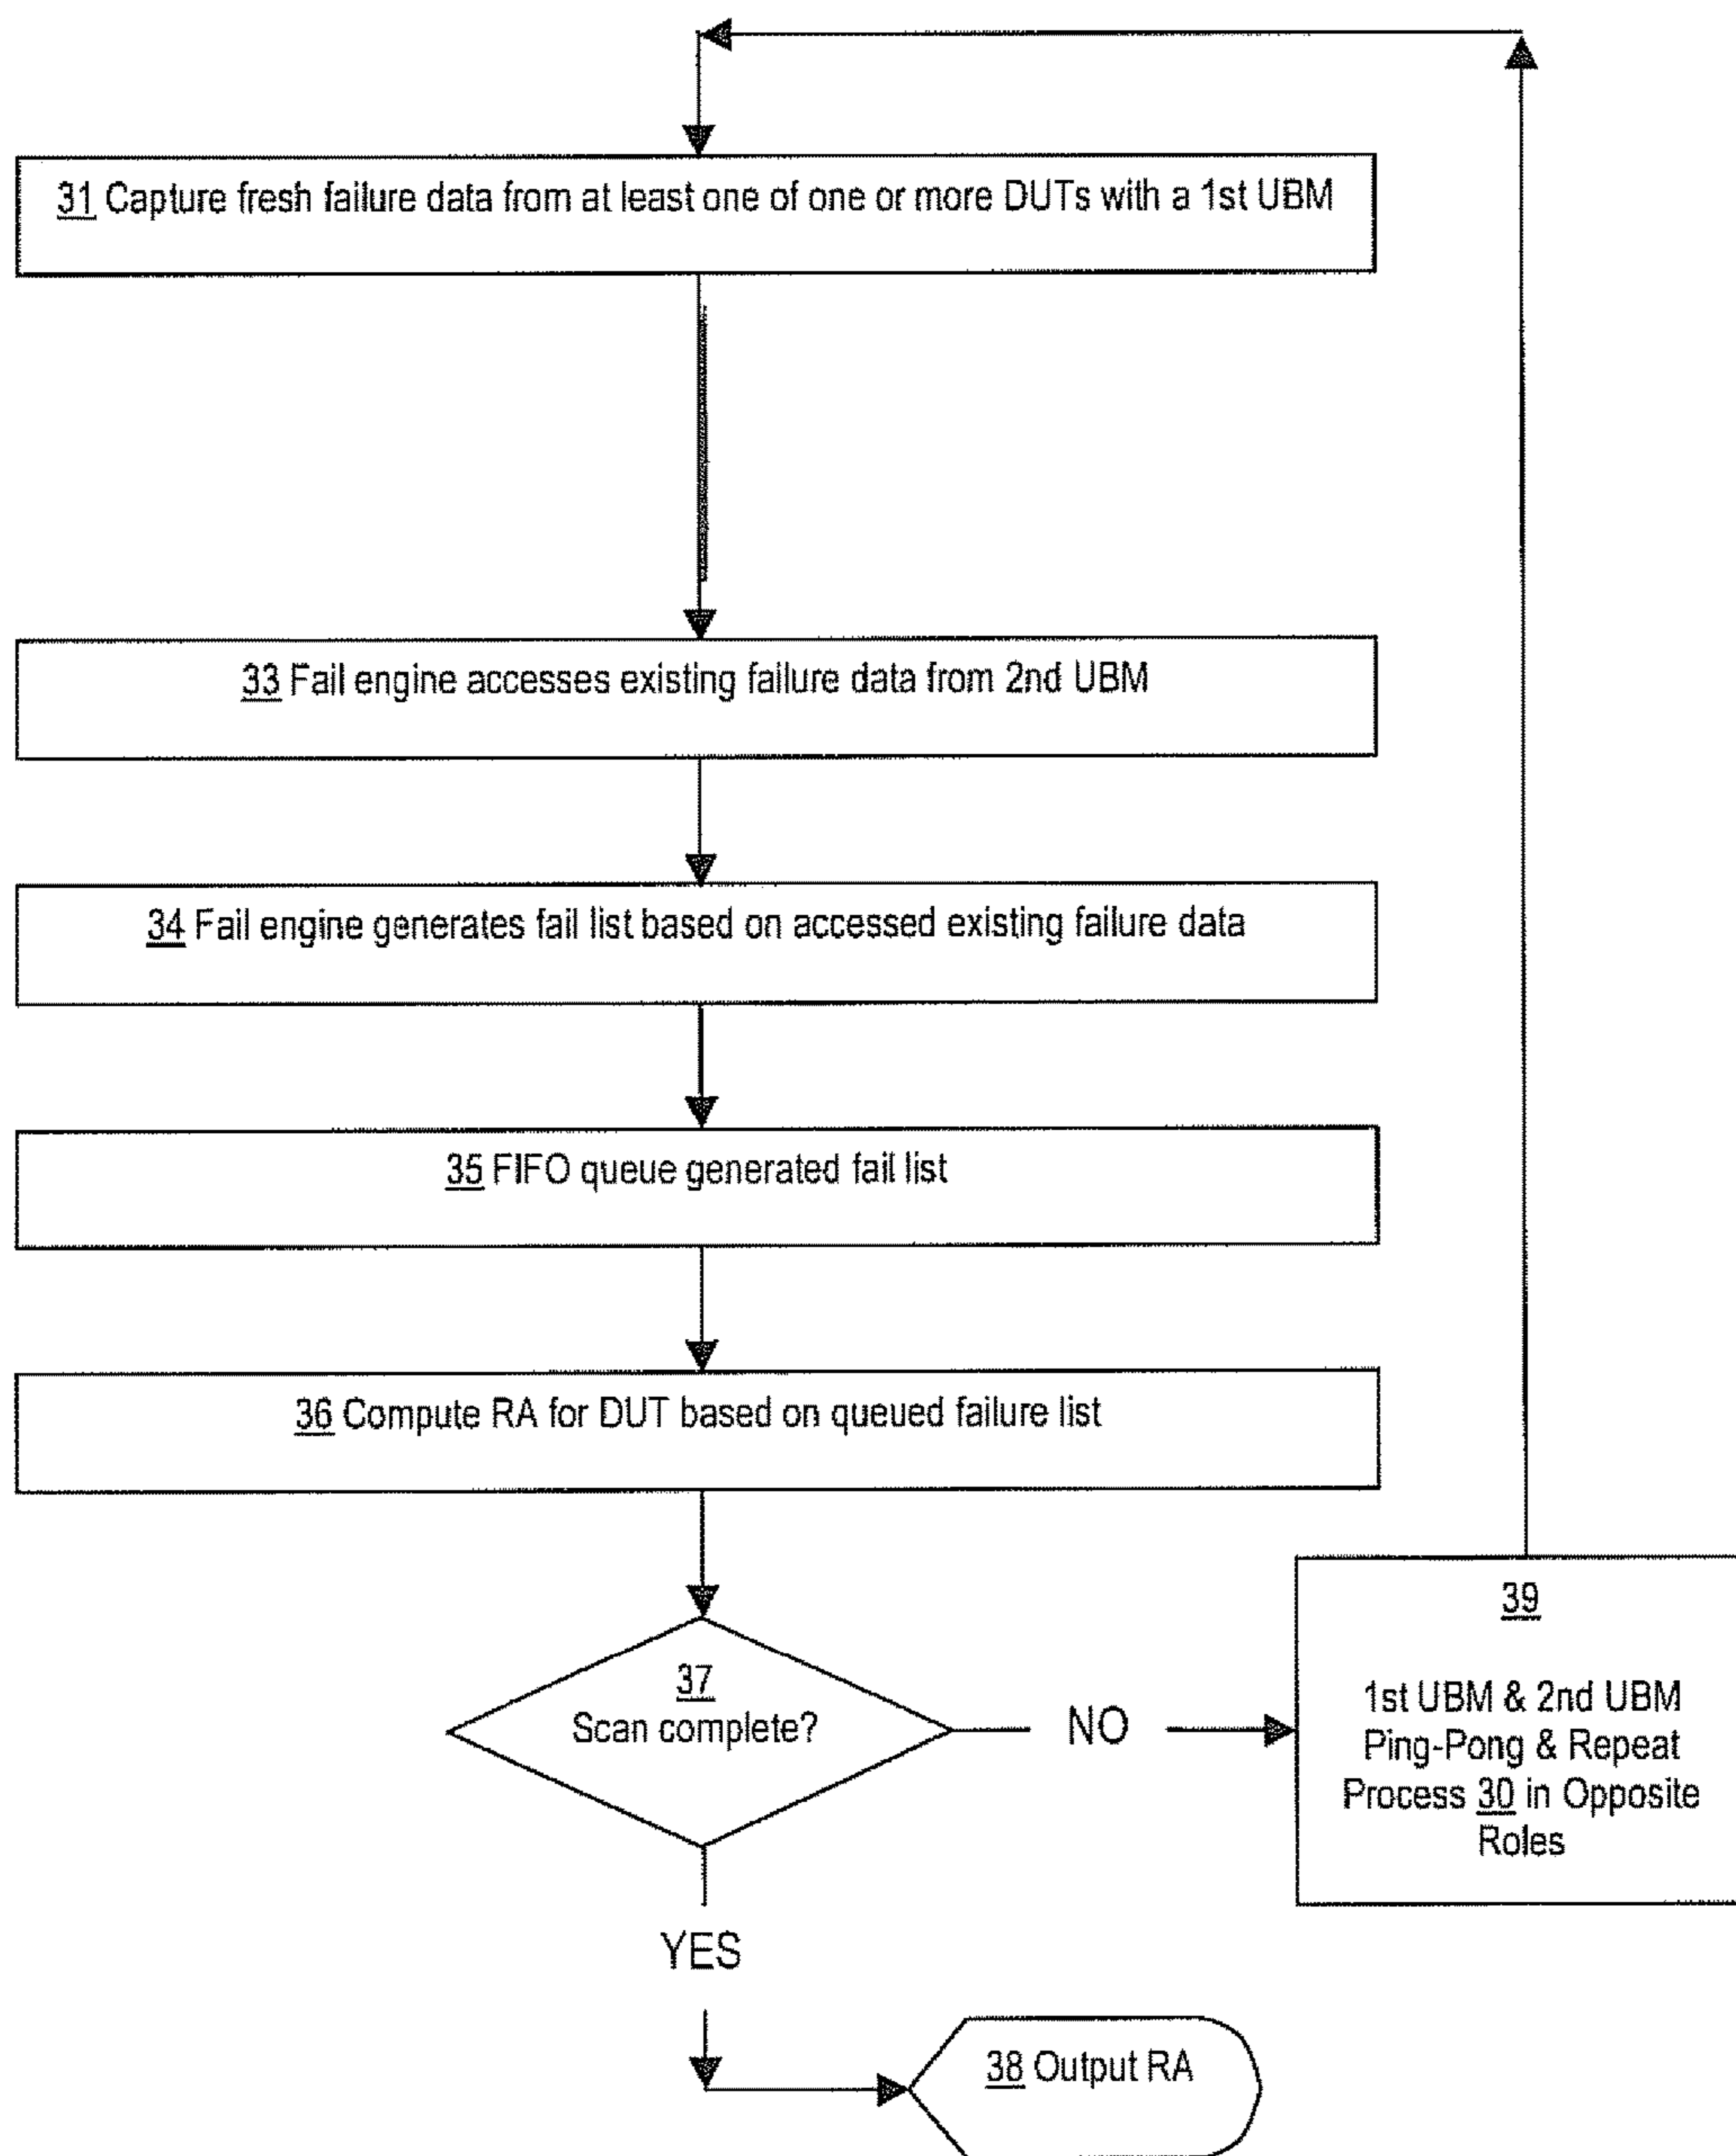 31 Capture fresh failure data from at least one of one or more DUTs with a 1st UBM
33 Fail engine accesses existing failure data from 2nd UBM
34 Fail engine generates fail list based on accessed existing failure data
35 FIFO queue generated fail list
36 Compute RA for DUT based on queued failure list
37
Scan complete?
NO
39
1st UBM & 2nd UBM
Ping-Pong & Repeat
Process 30 in Opposite
Roles
YES
38 Output RA